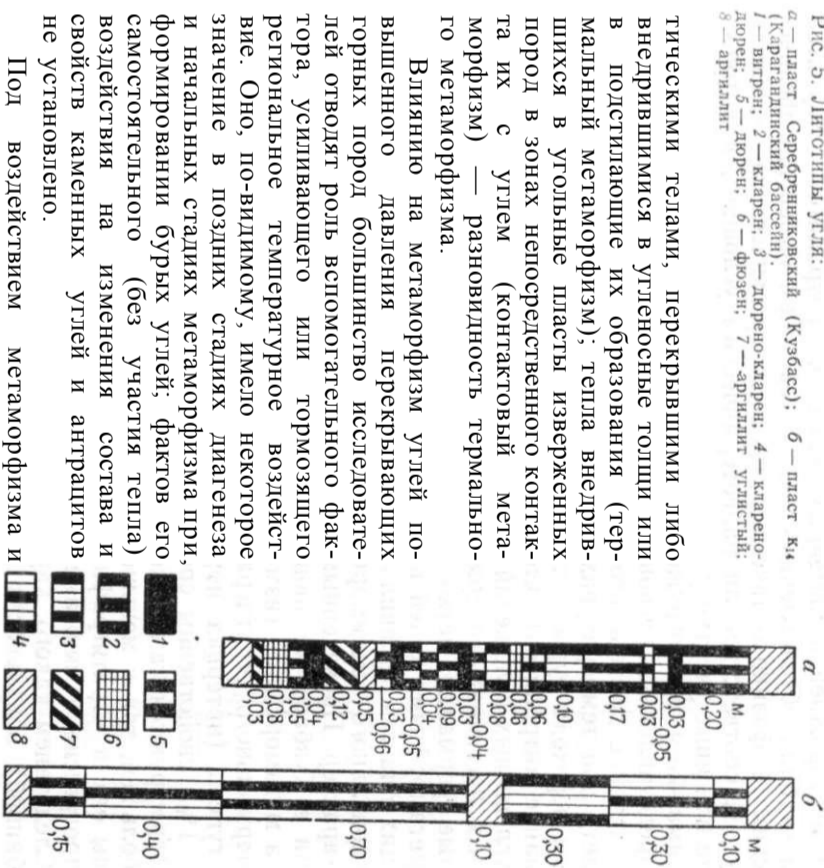 Рис. 5. Литотипы угля:
а — пласт Серебренниковский (Кузбасс); б — пласт к₁₄
(Карагандинский бассейн).
1 — витрен; 2 — кларен; 3 — дюрено-кларен; 4 — кларено-
дюрен; 5 — дюрен; 6 — фюзен; 7 — аргиллит углистый;
8 — аргиллит
тическими телами, перекрывшими либо
внедрившимися в угленосные толщи или
в подстилающие их образования (тер-
мальный метаморфизм); тепла внедрив-
шихся в угольные пласты изверженных
пород в зонах непосредственного контак-
та их с углем (контактовый мета-
морфизм) — разновидность термально-
го метаморфизма.
Влиянию на метаморфизм углей по-
вышенного давления перекрывающих
горных пород большинство исследовате-
лей отводят роль вспомогательного фак-
тора, усиливающего или тормозящего
региональное температурное воздейст-
вие. Оно, по-видимому, имело некоторое
значение в поздних стадиях диагенеза
и начальных стадиях метаморфизма при
формировании бурых углей; фактов его
самостоятельного (без участия тепла)
воздействия на изменения состава и
свойств каменных углей и антрацитов
не установлено.
Под воздействием метаморфизма и
а
м
0,20
0,03
0,05
0,03
0,17
0,10
0,06
0,06
0,08
0,04
0,03
0,09
0,04
0,05
0,03
0,06
0,05
0,12
0,04
0,05
0,08
0,03
б
м
0,10
0,30
0,30
0,10
0,70
0,40
0,15
1
2
3
4
5
6
7
8